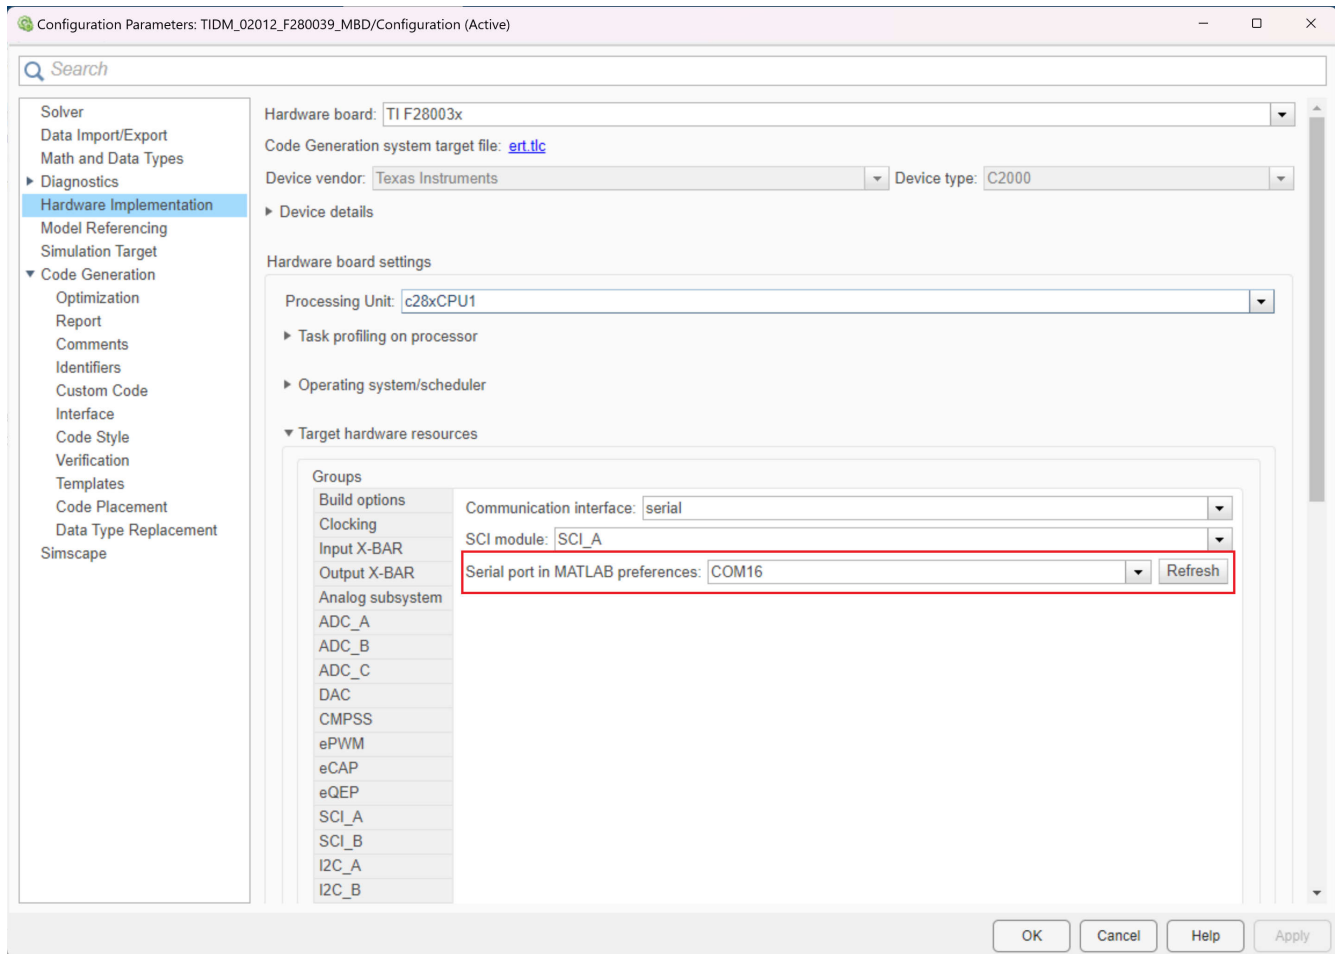 Configuration Parameters: TIDM_02012_F280039_MBD/Configuration (Active)
Search
Solver
Data Import/Export
Math and Data Types
Diagnostics
Hardware Implementation
Model Referencing
Simulation Target
Code Generation
Optimization
Report
Comments
Identifiers
Custom Code
Interface
Code Style
Verification
Templates
Code Placement
Data Type Replacement
Simscape
Hardware board: TI F28003x
Code Generation system target file: ert.tlc
Device vendor: Texas Instruments Device type: C2000
Device details
Hardware board settings
Processing Unit: c28xCPU1
Task profiling on processor
Operating system/scheduler
Target hardware resources
Groups
Build options
Clocking
Input X-BAR
Output X-BAR
Analog subsystem
ADC_A
ADC_B
ADC_C
DAC
CMPSS
ePWM
eCAP
eQEP
SCI_A
SCI_B
I2C_A
I2C_B
Communication interface: serial
SCI module: SCI_A
Serial port in MATLAB preferences: COM16 Refresh
OK Cancel Help Apply